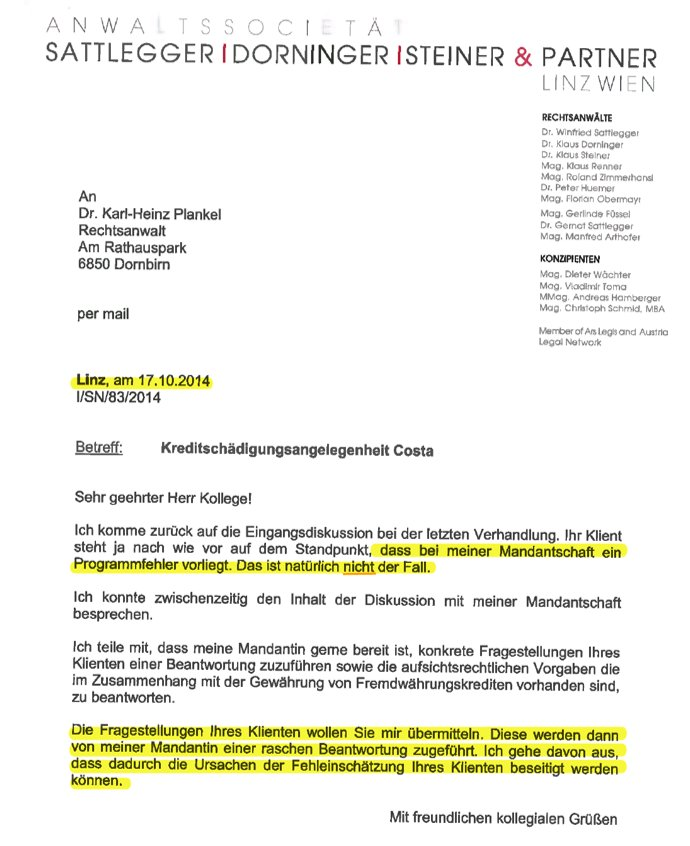 ANWALTSSOCIETÄT
SATTLEGGER | DORNINGER | STEINER & PARTNER
LINZ WIEN
RECHTSANWÄLTE
Dr. Winfried Sattlegger
Dr. Klaus Dorninger
Dr. Klaus Steiner
Mag. Klaus Renner
Mag. Roland Zimmerhansl
Dr. Peter Huemer
Mag. Florian Obermayr
Mag. Gerlinde Füssel
Dr. Gernot Sattlegger
Mag. Manfred Arthofer
KONZIPIENTEN
Mag. Dieter Wächter
Mag. Vladimir Toma
MMag. Andreas Hamberger
Mag. Christoph Schmid, MBA
Member of Ars Legis and Austria
Legal Network
An
Dr. Karl-Heinz Plankel
Rechtsanwalt
Am Rathauspark
6850 Dornbirn
per mail
Linz, am 17.10.2014
I/SN/83/2014
Betreff: Kreditschädigungsangelegenheit Costa
Sehr geehrter Herr Kollege!
Ich komme zurück auf die Eingangsdiskussion bei der letzten Verhandlung. Ihr Klient
steht ja nach wie vor auf dem Standpunkt, dass bei meiner Mandantschaft ein
Programmfehler vorliegt. Das ist natürlich nicht der Fall.
Ich konnte zwischenzeitig den Inhalt der Diskussion mit meiner Mandantschaft
besprechen.
Ich teile mit, dass meine Mandantin gerne bereit ist, konkrete Fragestellungen Ihres
Klienten einer Beantwortung zuzuführen sowie die aufsichtsrechtlichen Vorgaben die
im Zusammenhang mit der Gewährung von Fremdwährungskrediten vorhanden sind,
zu beantworten.
Die Fragestellungen Ihres Klienten wollen Sie mir übermitteln. Diese werden dann
von meiner Mandantin einer raschen Beantwortung zugeführt. Ich gehe davon aus,
dass dadurch die Ursachen der Fehleinschätzung Ihres Klienten beseitigt werden
können.
Mit freundlichen kollegialen Grüßen